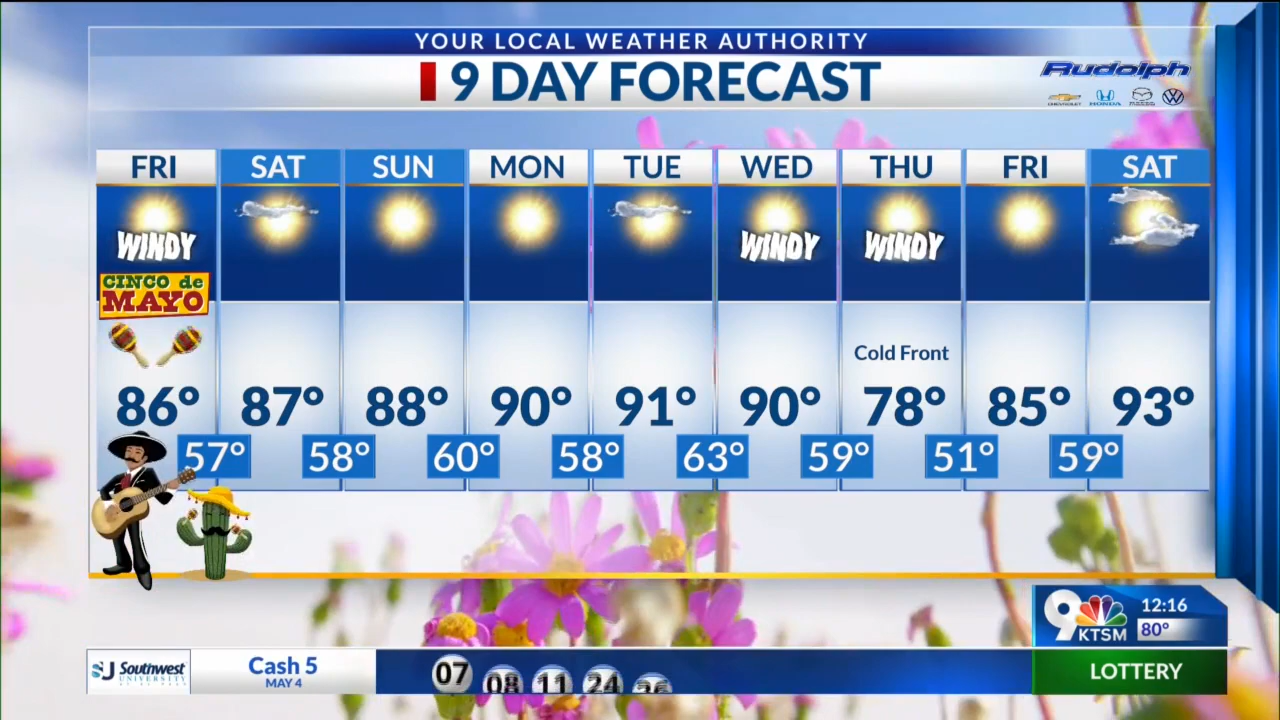 YOUR LOCAL WEATHER AUTHORITY
9 DAY FORECAST
Rudolph
CHEVROLET HONDA
FRI SAT SUN MON TUE WED THU FRI SAT
WINDY WINDY WINDY
CINCO de
MAYO
Cold Front
86° 87° 88° 90° 91° 90° 78° 85° 93°
57° 58° 60° 58° 63° 59° 51° 59°
9 KTSM
12:16
80°
SJ Southwest
UNIVERSITY
Cash 5
MAY 4
07 08 11 24
LOTTERY